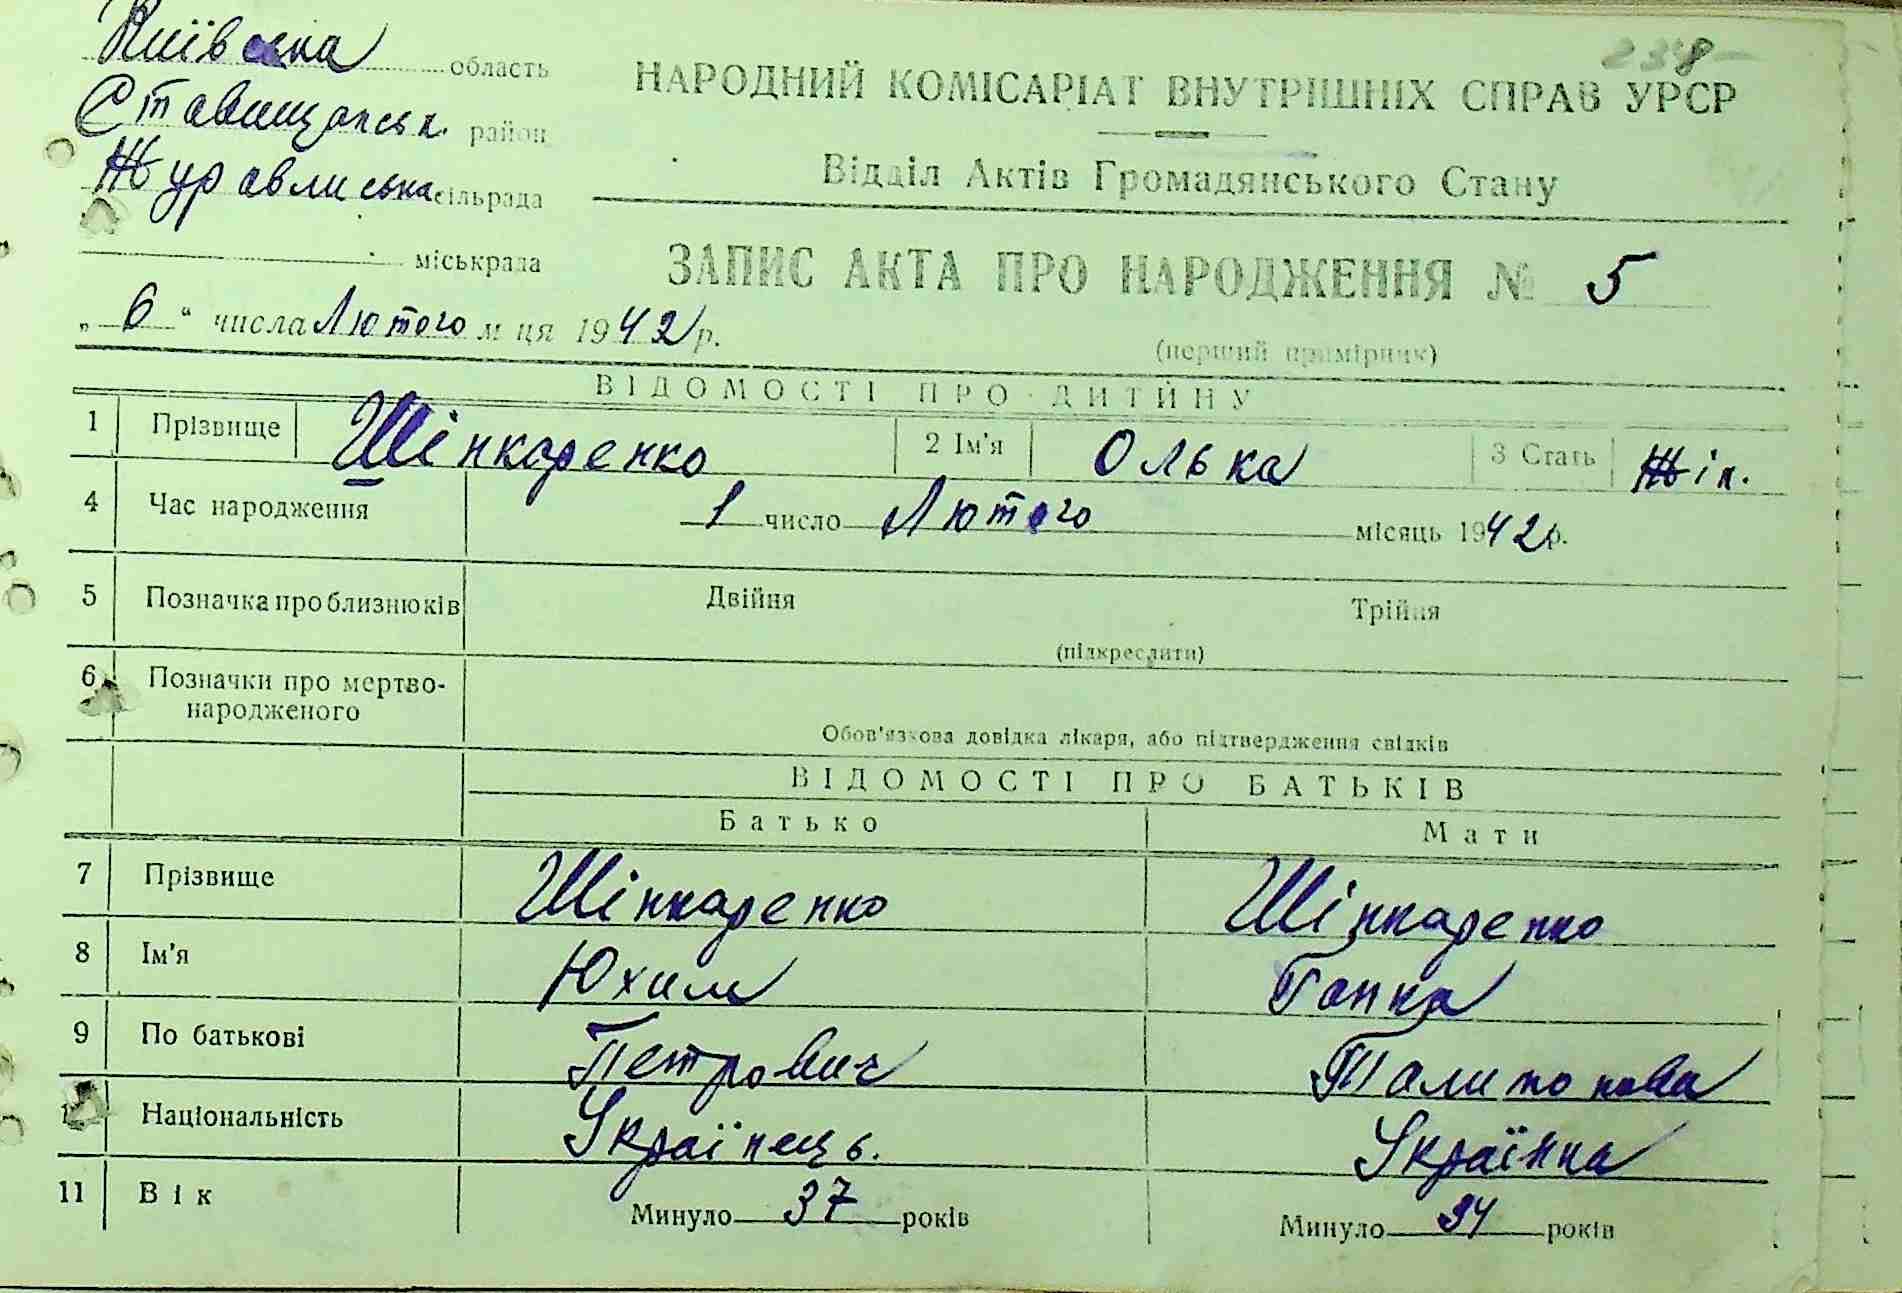 Київська область
238
НАРОДНИЙ КОМІСАРІАТ ВНУТРІШНІХ СПРАВ УРСР
Ставищанськ. район
Відділ Актів Громадянського Стану
Журавлиська сільрада
міськрада
ЗАПИС АКТА ПРО НАРОДЖЕННЯ № 5
„ 6 “ числа Лютого м ця 1942 р.
(перший примірник)
ВІДОМОСТІ ПРО ДИТИНУ
1 Прізвище Шінкаренко 2 Ім'я Олька 3 Стать Жін.
4 Час народження 1 число Лютого місяць 1942 р.
5 Позначка про близнюків Двійня Трійня
(підкреслити)
6 Позначки про мертво-
народженого
Обов'язкова довідка лікаря, або підтвердження свідків
ВІДОМОСТІ ПРО БАТЬКІВ
Батько Мати
7 Прізвище Шінкаренко Шінкаренко
8 Ім'я Юхим Ганна
9 По батькові Петрович
Національність Українець. Українка
11 Вік Минуло 37 років Минуло 34 років